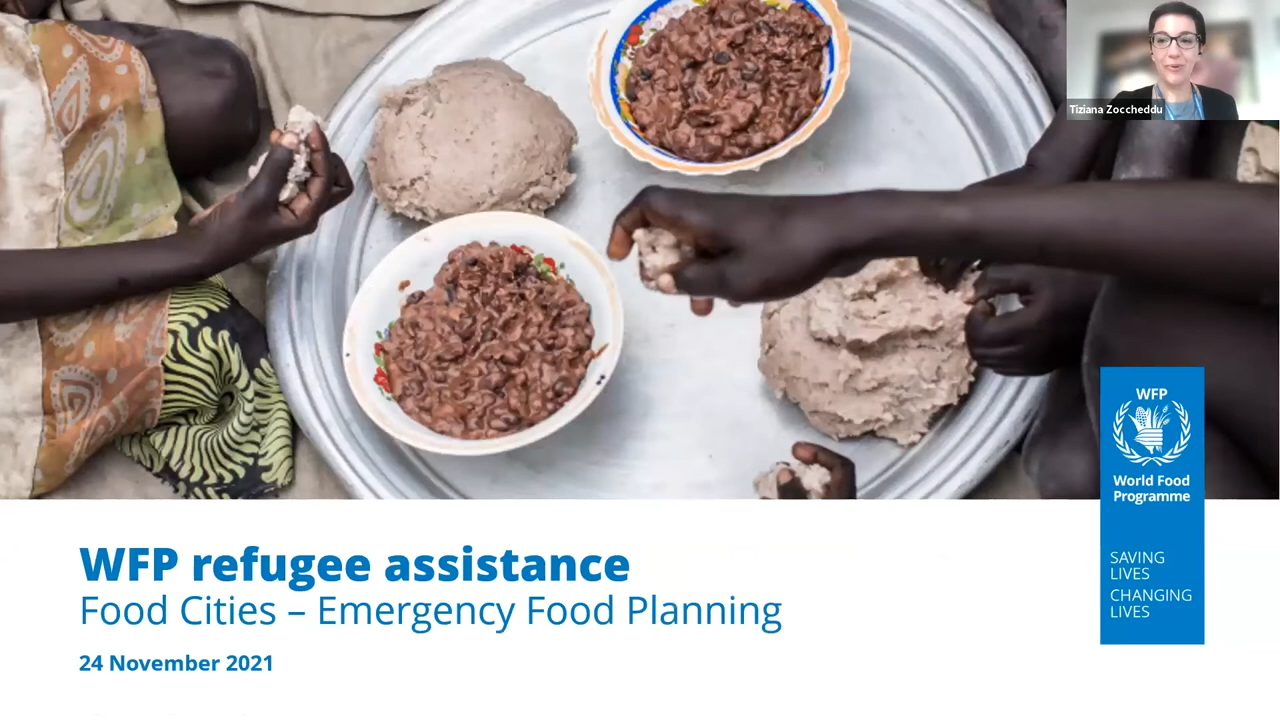 Tiziana Zoccheddu
WFP
World Food
Programme
SAVING
LIVES
CHANGING
LIVES
WFP refugee assistance
Food Cities – Emergency Food Planning
24 November 2021